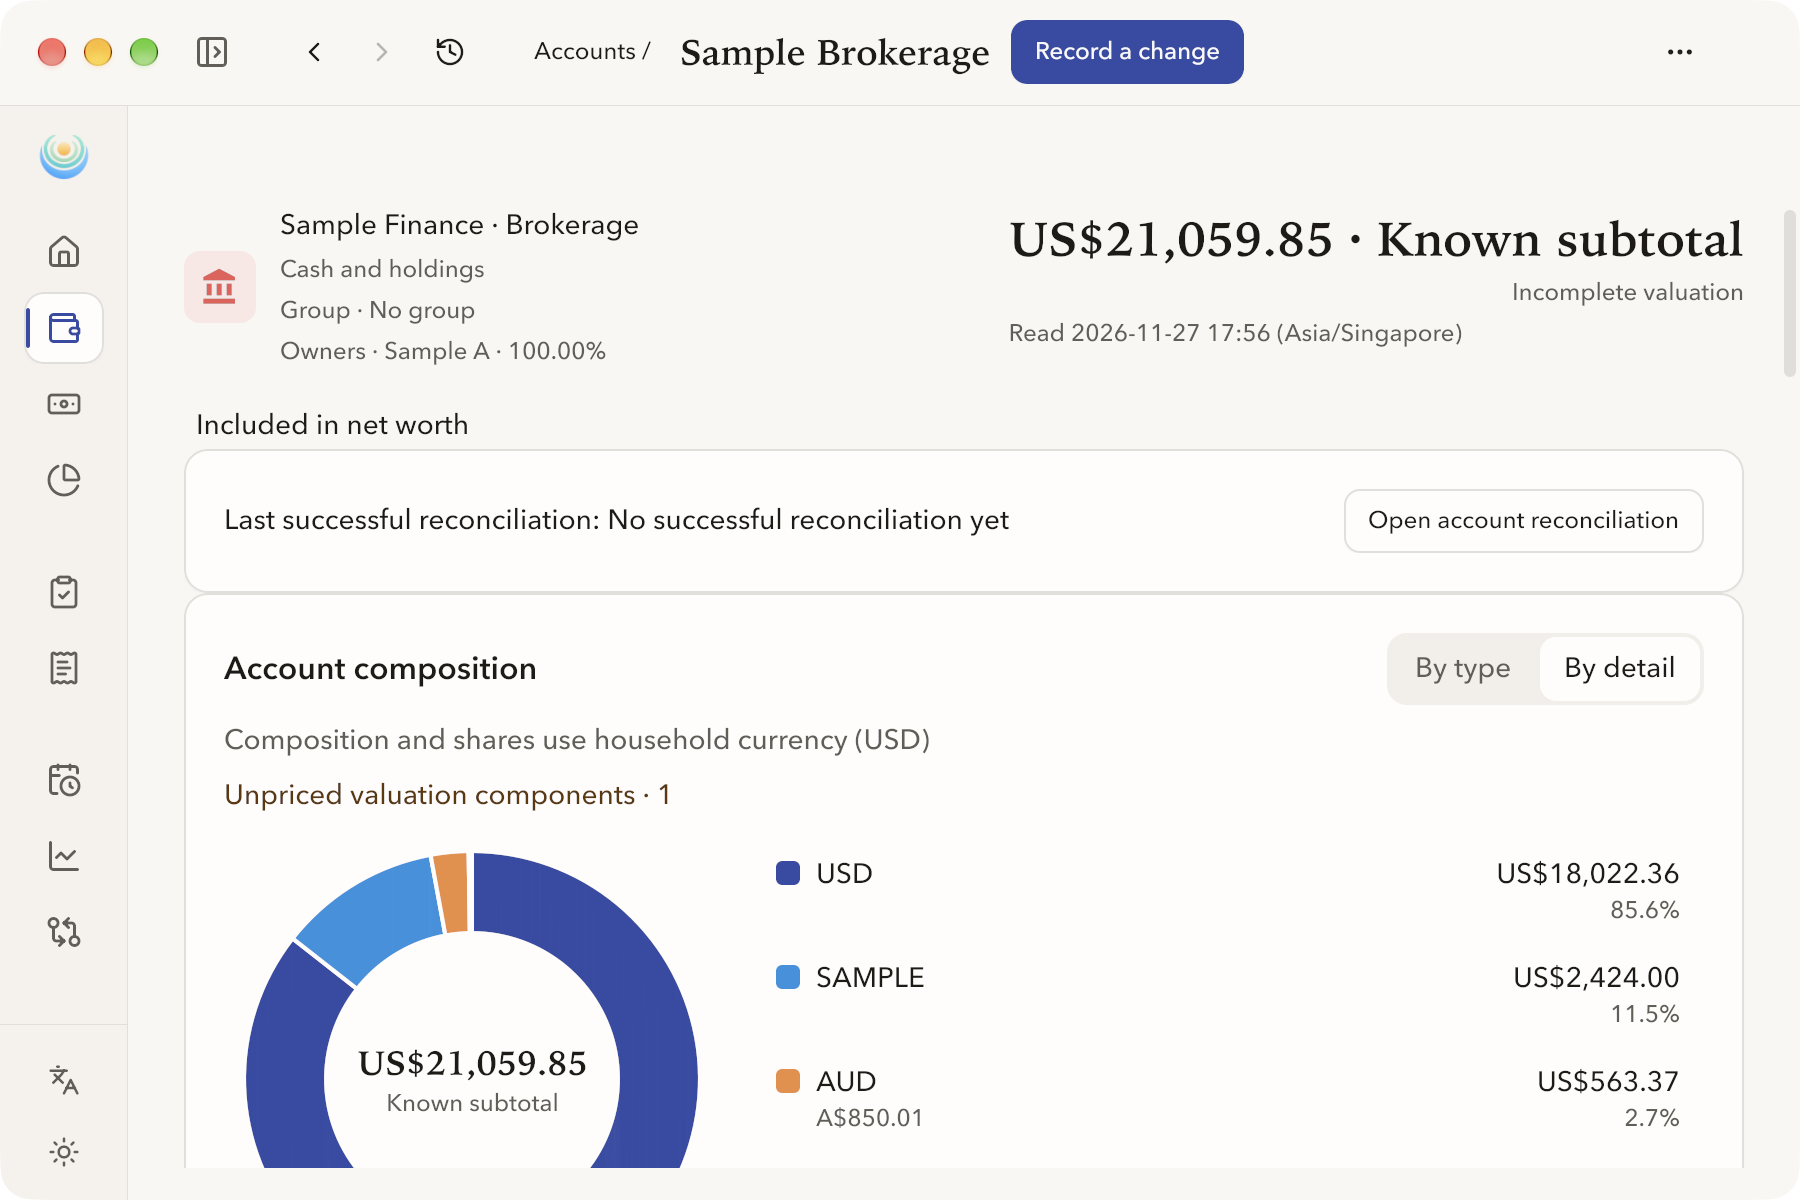 Accounts / Sample Brokerage Record a change
Sample Finance · Brokerage
Cash and holdings
Group · No group
Owners · Sample A · 100.00%
US$21,059.85 · Known subtotal
Incomplete valuation
Read 2026-11-27 17:56 (Asia/Singapore)
Included in net worth
Last successful reconciliation: No successful reconciliation yet
Open account reconciliation
Account composition
By type By detail
Composition and shares use household currency (USD)
Unpriced valuation components · 1
US$21,059.85
Known subtotal
USD US$18,022.36
85.6%
SAMPLE US$2,424.00
11.5%
AUD US$563.37
A$850.01 2.7%